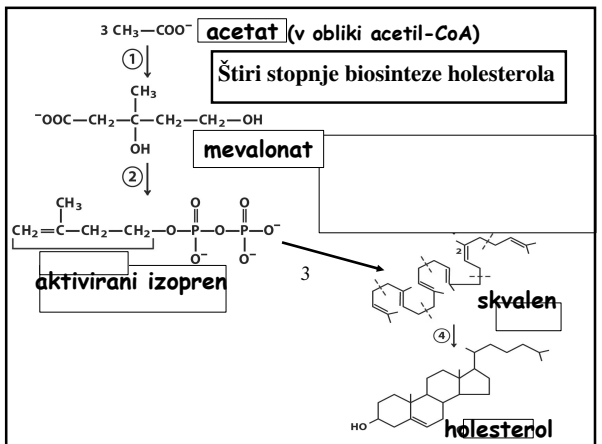 3 CH₃—COO⁻ acetat (v obliki acetil-CoA)
① Štiri stopnje biosinteze holesterola
CH₃
⁻OOC—CH₂—C—CH₂—CH₂—OH
OH
mevalonat
②
CH₃ O O
CH₂=C—CH₂—CH₂—O—P—O—P—O⁻
O⁻ O⁻
aktivirani izopren
3
2
skvalen
④
HO
holesterol